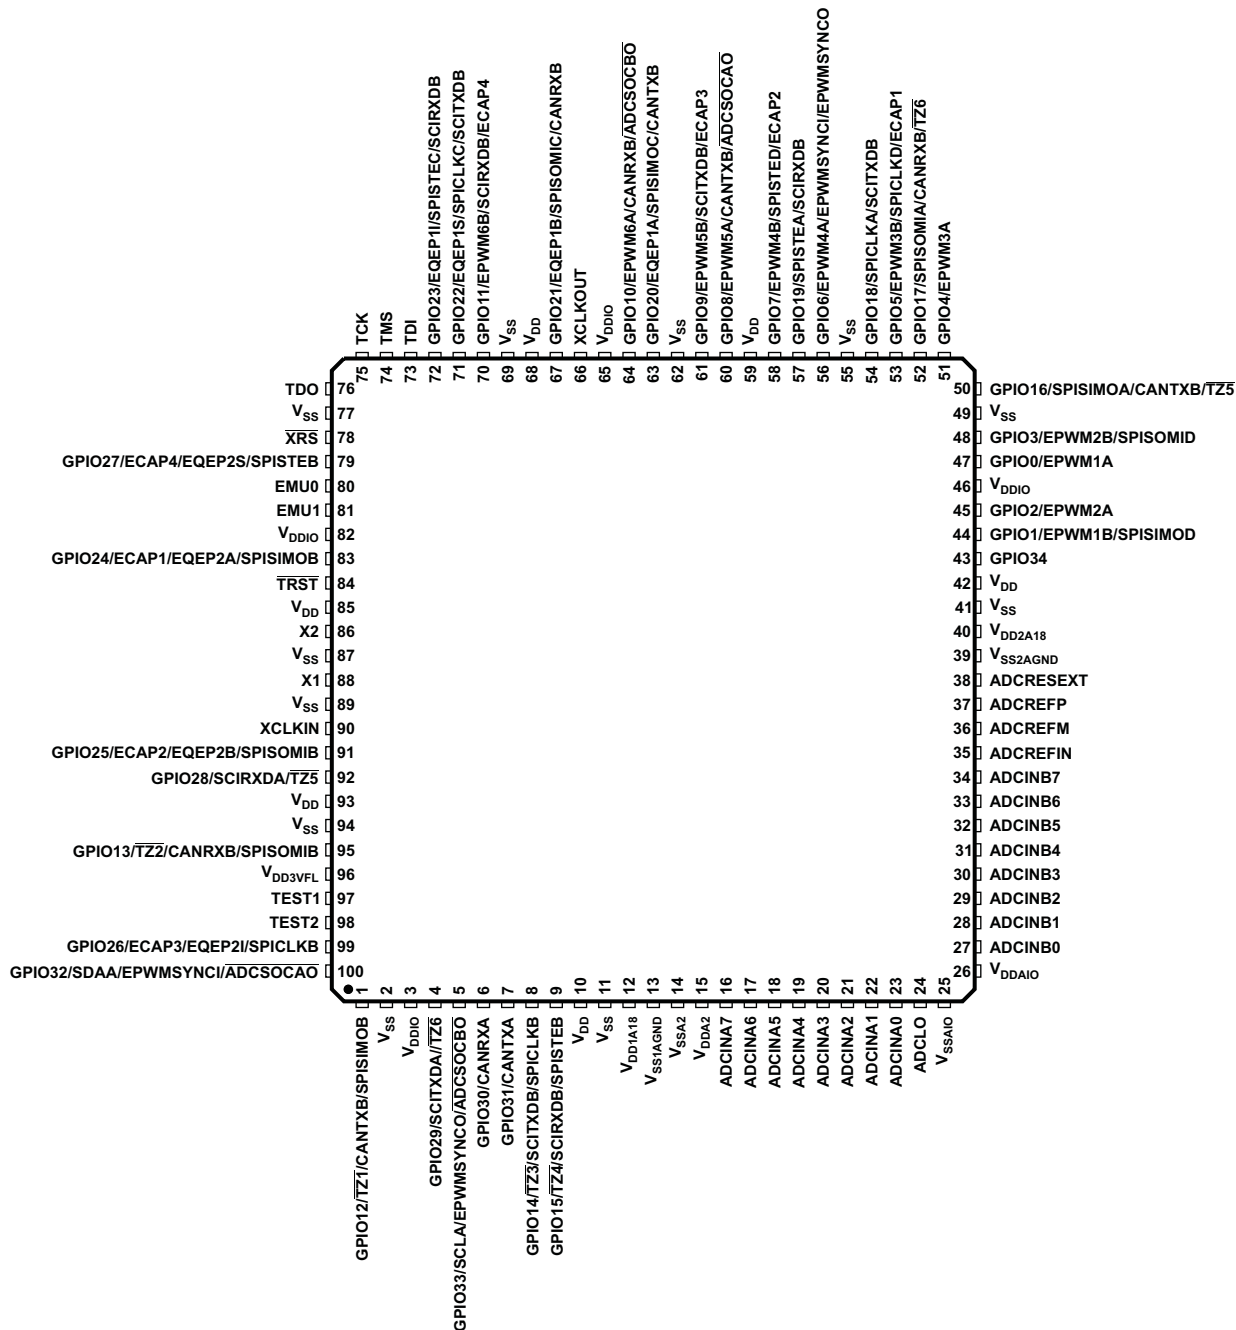 GPIO23/EQEP1I/SPISTEC/SCIRXDB
GPIO22/EQEP1S/SPICLKC/SCITXDB
GPIO11/EPWM6B/SCIRXDB/ECAP4
GPIO21/EQEP1B/SPISOMIC/CANRXB
GPIO10/EPWM6A/CANRXB/ADCSOCBO
GPIO20/EQEP1A/SPISIMOC/CANTXB
GPIO9/EPWM5B/SCITXDB/ECAP3
GPIO8/EPWM5A/CANTXB/ADCSOCAO
GPIO7/EPWM4B/SPISTED/ECAP2
GPIO19/SPISTEA/SCIRXDB
GPIO6/EPWM4A/EPWMSYNCI/EPWMSYNCO
GPIO18/SPICLKA/SCITXDB
GPIO5/EPWM3B/SPICLKD/ECAP1
GPIO17/SPISOMIA/CANRXB/TZ6
GPIO4/EPWM3A
TCK
TMS
TDI
VSS
VDD
XCLKOUT
VDDIO
VSS
VDD
VSS
75 74 73 72 71 70 69 68 67 66 65 64 63 62 61 60 59 58 57 56 55 54 53 52 51
TDO 76
VSS 77
XRS 78
GPIO27/ECAP4/EQEP2S/SPISTEB 79
EMU0 80
EMU1 81
VDDIO 82
GPIO24/ECAP1/EQEP2A/SPISIMOB 83
TRST 84
VDD 85
X2 86
VSS 87
X1 88
VSS 89
XCLKIN 90
GPIO25/ECAP2/EQEP2B/SPISOMIB 91
GPIO28/SCIRXDA/TZ5 92
VDD 93
VSS 94
GPIO13/TZ2/CANRXB/SPISOMIB 95
VDD3VFL 96
TEST1 97
TEST2 98
GPIO26/ECAP3/EQEP2I/SPICLKB 99
GPIO32/SDAA/EPWMSYNCI/ADCSOCAO 100
50 GPIO16/SPISIMOA/CANTXB/TZ5
49 VSS
48 GPIO3/EPWM2B/SPISOMID
47 GPIO0/EPWM1A
46 VDDIO
45 GPIO2/EPWM2A
44 GPIO1/EPWM1B/SPISIMOD
43 GPIO34
42 VDD
41 VSS
40 VDD2A18
39 VSS2AGND
38 ADCRESEXT
37 ADCREFP
36 ADCREFM
35 ADCREFIN
34 ADCINB7
33 ADCINB6
32 ADCINB5
31 ADCINB4
30 ADCINB3
29 ADCINB2
28 ADCINB1
27 ADCINB0
26 VDDAIO
1 2 3 4 5 6 7 8 9 10 11 12 13 14 15 16 17 18 19 20 21 22 23 24 25
GPIO12/TZ1/CANTXB/SPISIMOB
VSS
VDDIO
GPIO29/SCITXDA//TZ6
GPIO33/SCLA/EPWMSYNCO/ADCSOCBO
GPIO30/CANRXA
GPIO31/CANTXA
GPIO14/TZ3/SCITXDB/SPICLKB
GPIO15/TZ4/SCIRXDB/SPISTEB
VDD
VSS
VDD1A18
VSS1AGND
VSSA2
VDDA2
ADCINA7
ADCINA6
ADCINA5
ADCINA4
ADCINA3
ADCINA2
ADCINA1
ADCINA0
ADCLO
VSSAIO